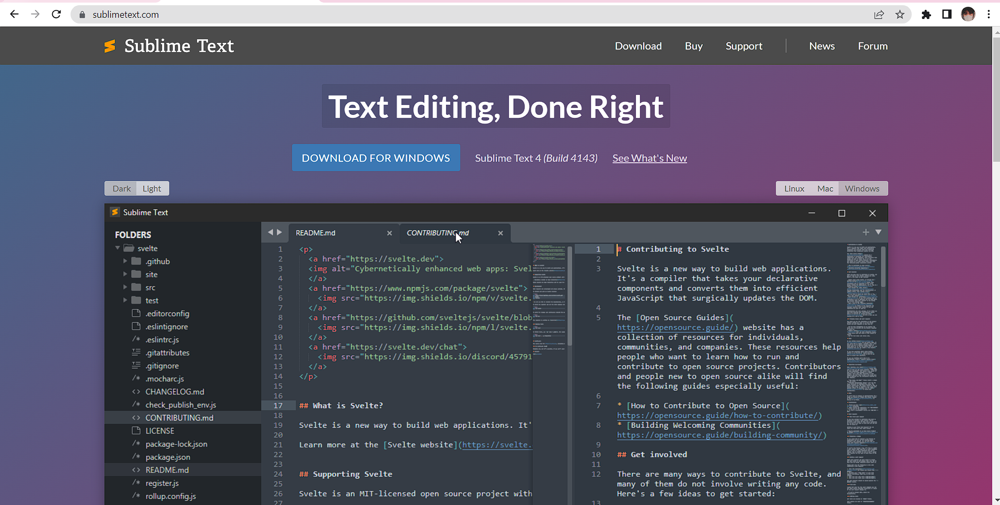 sublimetext.com
Sublime Text
Download Buy Support News Forum
Text Editing, Done Right
DOWNLOAD FOR WINDOWS Sublime Text 4 (Build 4143) See What's New
Dark Light
Linux Mac Windows
Sublime Text
FOLDERS
svelte
.github
site
src
test
.editorconfig
.eslintignore
/* .eslintrc.js
.gitattributes
.gitignore
/* .mocharc.js
<> CHANGELOG.md
/* check_publish_env.js
<> CONTRIBUTING.md
LICENSE
/* package-lock.json
/* package.json
<> README.md
/* register.js
/* rollup.config.js
README.md
CONTRIBUTING.md
1 <p>
2 <a href="https://svelte.dev">
3 <img alt="Cybernetically enhanced web apps: Svel
4 </a>
5 <a href="https://www.npmjs.com/package/svelte">
6 <img src="https://img.shields.io/npm/v/svelte.
7 </a>
8 <a href="https://github.com/sveltejs/svelte/blob
9 <img src="https://img.shields.io/npm/l/svelte.
10 </a>
11 <a href="https://svelte.dev/chat">
12 <img src="https://img.shields.io/discord/45791
13 </a>
14 </p>
15
16
17 ## What is Svelte?
18
19 Svelte is a new way to build web applications. It'
20
21 Learn more at the [Svelte website](https://svelte.
22
23
24 ## Supporting Svelte
25
26 Svelte is an MIT-licensed open source project with
27
1 # Contributing to Svelte
2
3 Svelte is a new way to build web applications.
It's a compiler that takes your declarative
components and converts them into efficient
JavaScript that surgically updates the DOM.
4
5 The [Open Source Guides](
https://opensource.guide/) website has a
collection of resources for individuals,
communities, and companies. These resources help
people who want to learn how to run and
contribute to open source projects. Contributors
and people new to open source alike will find
the following guides especially useful:
6
7 * [How to Contribute to Open Source](
https://opensource.guide/how-to-contribute/)
8 * [Building Welcoming Communities](
https://opensource.guide/building-community/)
9
10 ## Get involved
11
12 There are many ways to contribute to Svelte, and
many of them do not involve writing any code.
Here's a few ideas to get started:
13